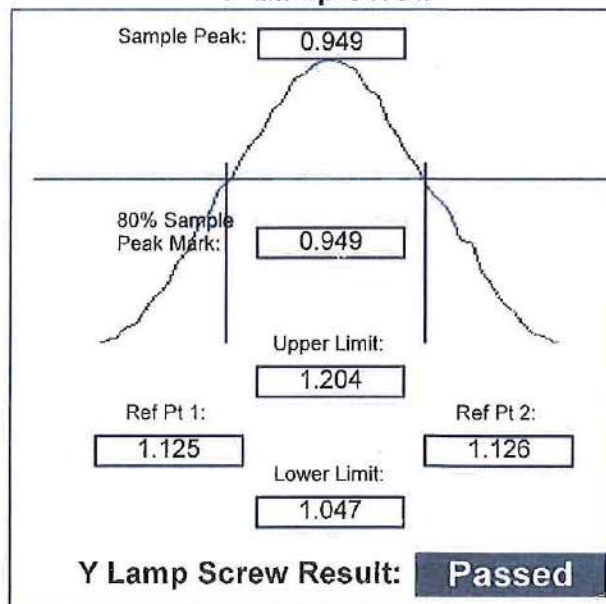 Sample Peak: 0.949
80% Sample
Peak Mark: 0.949
Upper Limit:
1.204
Ref Pt 1: Ref Pt 2:
1.125 1.126
Lower Limit:
1.047
Y Lamp Screw Result: Passed